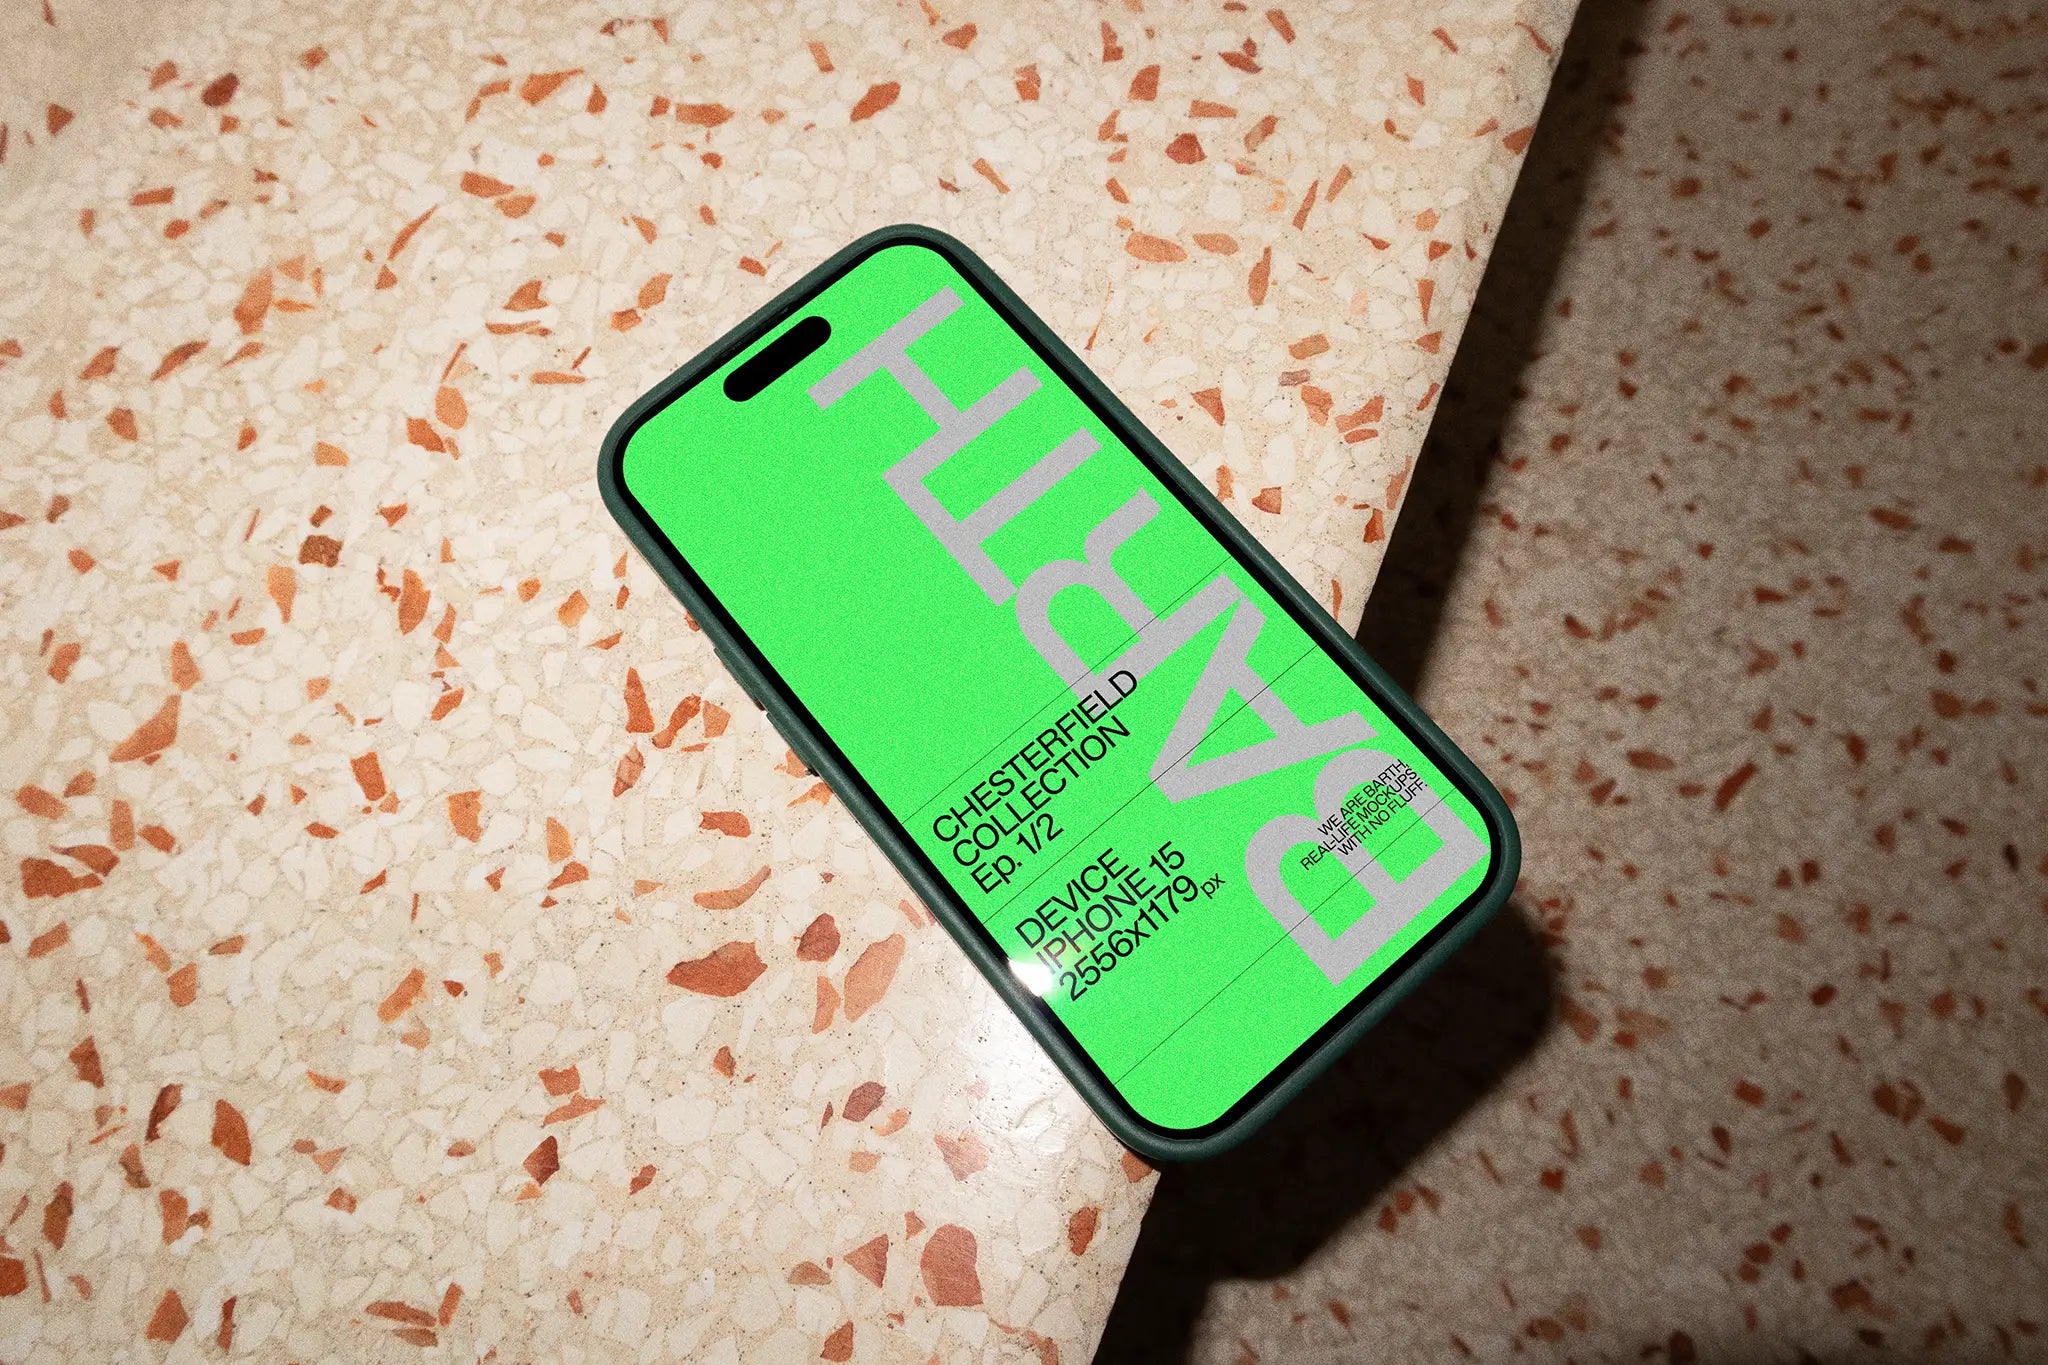 BARTH
CHESTERFIELD
COLLECTION
Ep. 1/2
DEVICE
IPHONE 15
2556x1179px
WE ARE BARTH.
REAL-LIFE MOCKUPS
WITH NO FLUFF.